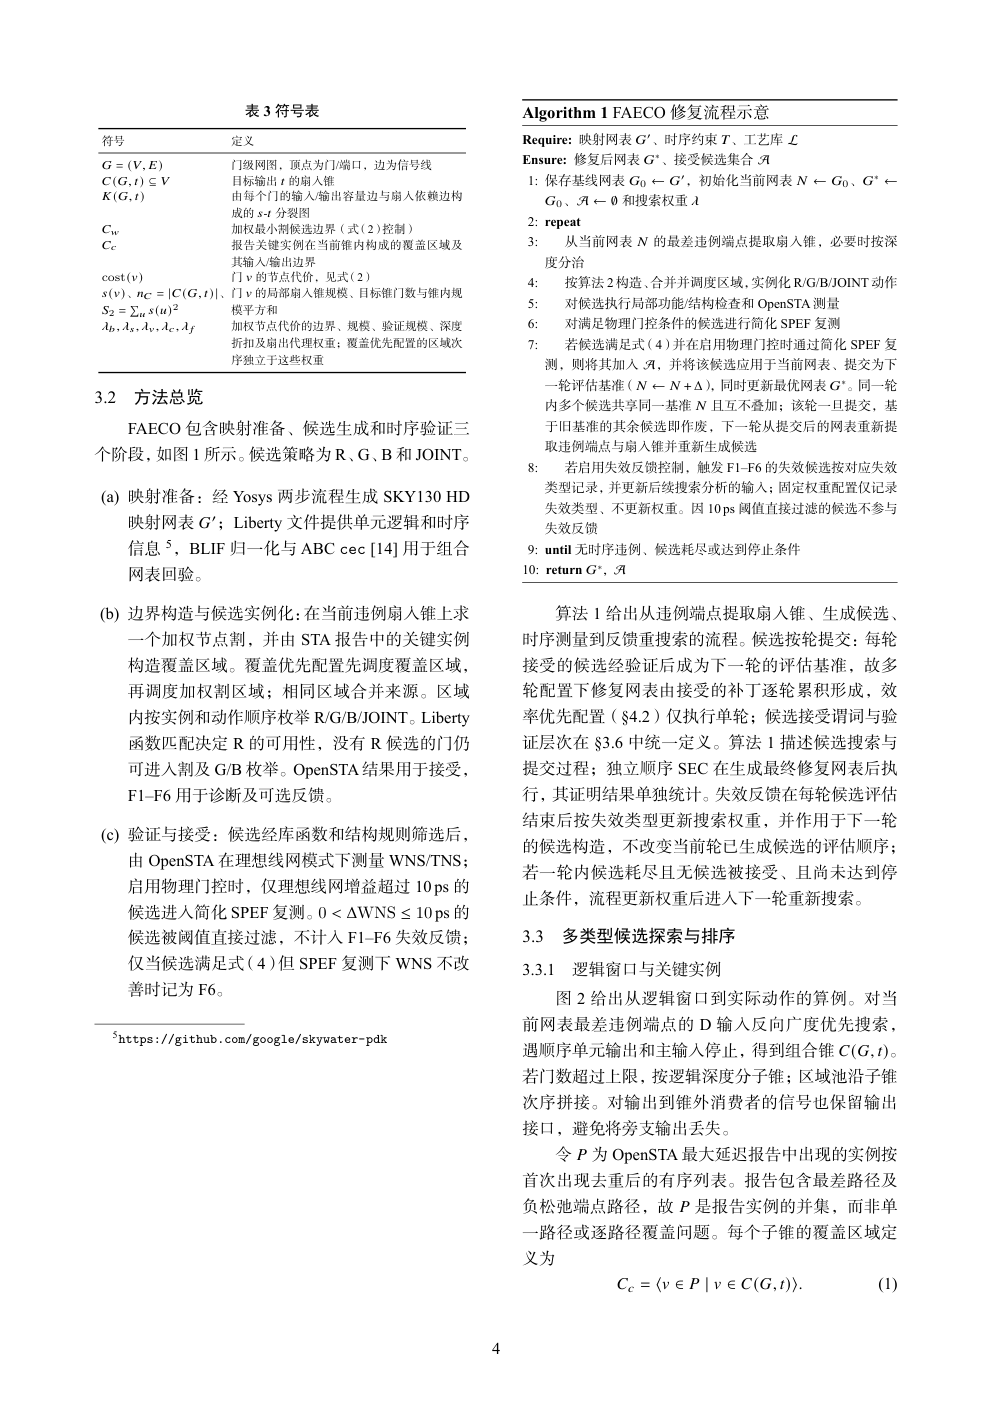 表 3 符号表
符号 定义
G = (V, E) 门级网图，顶点为门/端口，边为信号线
C(G, t) ⊆ V 目标输出 t 的扇入锥
K(G, t) 由每个门的输入/输出容量边与扇入依赖边构
成的 s-t 分裂图
C_w 加权最小割候选边界（式（2）控制）
C_c 报告关键实例在当前锥内构成的覆盖区域及
其输入/输出边界
cost(v) 门 v 的节点代价，见式（2）
s(v)、n_C = |C(G, t)|、 门 v 的局部扇入锥规模、目标锥门数与锥内规
S_2 = ∑_u s(u)^2 模平方和
λ_b, λ_s, λ_v, λ_c, λ_f 加权节点代价的边界、规模、验证规模、深度
折扣及扇出代理权重；覆盖优先配置的区域次
序独立于这些权重
3.2 方法总览
FAECO 包含映射准备、候选生成和时序验证三
个阶段，如图 1 所示。候选策略为 R、G、B 和 JOINT。
(a) 映射准备：经 Yosys 两步流程生成 SKY130 HD
映射网表 G′；Liberty 文件提供单元逻辑和时序
信息 5，BLIF 归一化与 ABC cec [14] 用于组合
网表回验。
(b) 边界构造与候选实例化：在当前违例扇入锥上求
一个加权节点割，并由 STA 报告中的关键实例
构造覆盖区域。覆盖优先配置先调度覆盖区域，
再调度加权割区域；相同区域合并来源。区域
内按实例和动作顺序枚举 R/G/B/JOINT。Liberty
函数匹配决定 R 的可用性，没有 R 候选的门仍
可进入割及 G/B 枚举。OpenSTA 结果用于接受，
F1–F6 用于诊断及可选反馈。
(c) 验证与接受：候选经库函数和结构规则筛选后，
由 OpenSTA 在理想线网模式下测量 WNS/TNS；
启用物理门控时，仅理想线网增益超过 10 ps 的
候选进入简化 SPEF 复测。0 < ΔWNS ≤ 10 ps 的
候选被阈值直接过滤，不计入 F1–F6 失效反馈；
仅当候选满足式（4）但 SPEF 复测下 WNS 不改
善时记为 F6。
5https://github.com/google/skywater-pdk
Algorithm 1 FAECO 修复流程示意
Require: 映射网表 G′、时序约束 T、工艺库 ℒ
Ensure: 修复后网表 G*、接受候选集合 𝒜
1: 保存基线网表 G_0 ← G′，初始化当前网表 N ← G_0、G* ←
G_0、𝒜 ← ∅ 和搜索权重 λ
2: repeat
3: 从当前网表 N 的最差违例端点提取扇入锥，必要时按深
度分治
4: 按算法 2 构造、合并并调度区域，实例化 R/G/B/JOINT 动作
5: 对候选执行局部功能/结构检查和 OpenSTA 测量
6: 对满足物理门控条件的候选进行简化 SPEF 复测
7: 若候选满足式（4）并在启用物理门控时通过简化 SPEF 复
测，则将其加入 𝒜，并将该候选应用于当前网表、提交为下
一轮评估基准（N ← N + Δ），同时更新最优网表 G*。同一轮
内多个候选共享同一基准 N 且互不叠加；该轮一旦提交，基
于旧基准的其余候选即作废，下一轮从提交后的网表重新提
取违例端点与扇入锥并重新生成候选
8: 若启用失效反馈控制，触发 F1–F6 的失效候选按对应失效
类型记录，并更新后续搜索分析的输入；固定权重配置仅记录
失效类型、不更新权重。因 10 ps 阈值直接过滤的候选不参与
失效反馈
9: until 无时序违例、候选耗尽或达到停止条件
10: return G*, 𝒜
算法 1 给出从违例端点提取扇入锥、生成候选、
时序测量到反馈重搜索的流程。候选按轮提交：每轮
接受的候选经验证后成为下一轮的评估基准，故多
轮配置下修复网表由接受的补丁逐轮累积形成，效
率优先配置（§4.2）仅执行单轮；候选接受谓词与验
证层次在 §3.6 中统一定义。算法 1 描述候选搜索与
提交过程；独立顺序 SEC 在生成最终修复网表后执
行，其证明结果单独统计。失效反馈在每轮候选评估
结束后按失效类型更新搜索权重，并作用于下一轮
的候选构造，不改变当前轮已生成候选的评估顺序；
若一轮内候选耗尽且无候选被接受、且尚未达到停
止条件，流程更新权重后进入下一轮重新搜索。
3.3 多类型候选探索与排序
3.3.1 逻辑窗口与关键实例
图 2 给出从逻辑窗口到实际动作的算例。对当
前网表最差违例端点的 D 输入反向广度优先搜索，
遇顺序单元输出和主输入停止，得到组合锥 C(G, t)。
若门数超过上限，按逻辑深度分子锥；区域池沿子锥
次序拼接。对输出到锥外消费者的信号也保留输出
接口，避免将旁支输出丢失。
令 P 为 OpenSTA 最大延迟报告中出现的实例按
首次出现去重后的有序列表。报告包含最差路径及
负松弛端点路径，故 P 是报告实例的并集，而非单
一路径或逐路径覆盖问题。每个子锥的覆盖区域定
义为
C_c = ⟨v ∈ P | v ∈ C(G, t)⟩. (1)
4